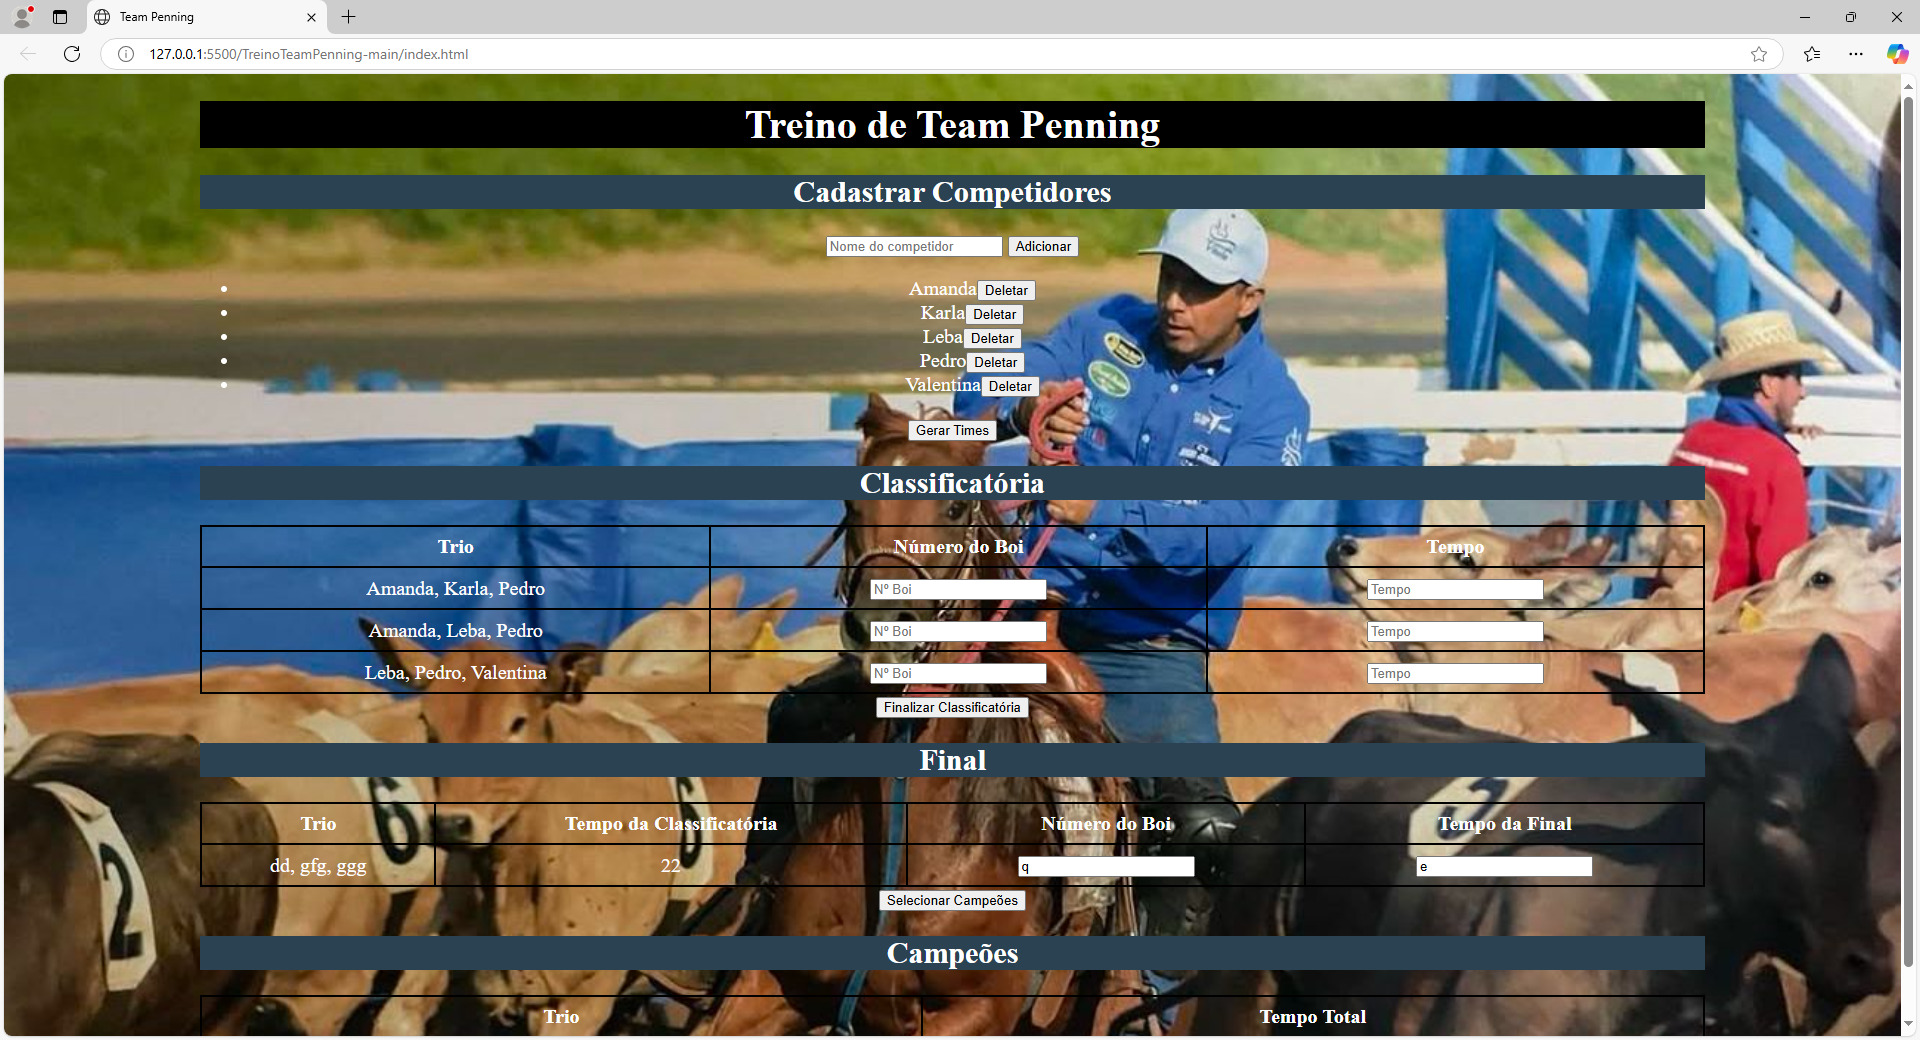 Team Penning
127.0.0.1:5500/TreinoTeamPenning-main/index.html
Treino de Team Penning
Cadastrar Competidores
Nome do competidor Adicionar
Amanda Deletar
Karla Deletar
Leba Deletar
Pedro Deletar
Valentina Deletar
Gerar Times
Classificatória
Trio Número do Boi Tempo
Amanda, Karla, Pedro Nº Boi Tempo
Amanda, Leba, Pedro Nº Boi Tempo
Leba, Pedro, Valentina Nº Boi Tempo
Finalizar Classificatória
Final
Trio Tempo da Classificatória Número do Boi Tempo da Final
dd, gfg, ggg 22 q e
Selecionar Campeões
Campeões
Trio Tempo Total
2
6
6
3